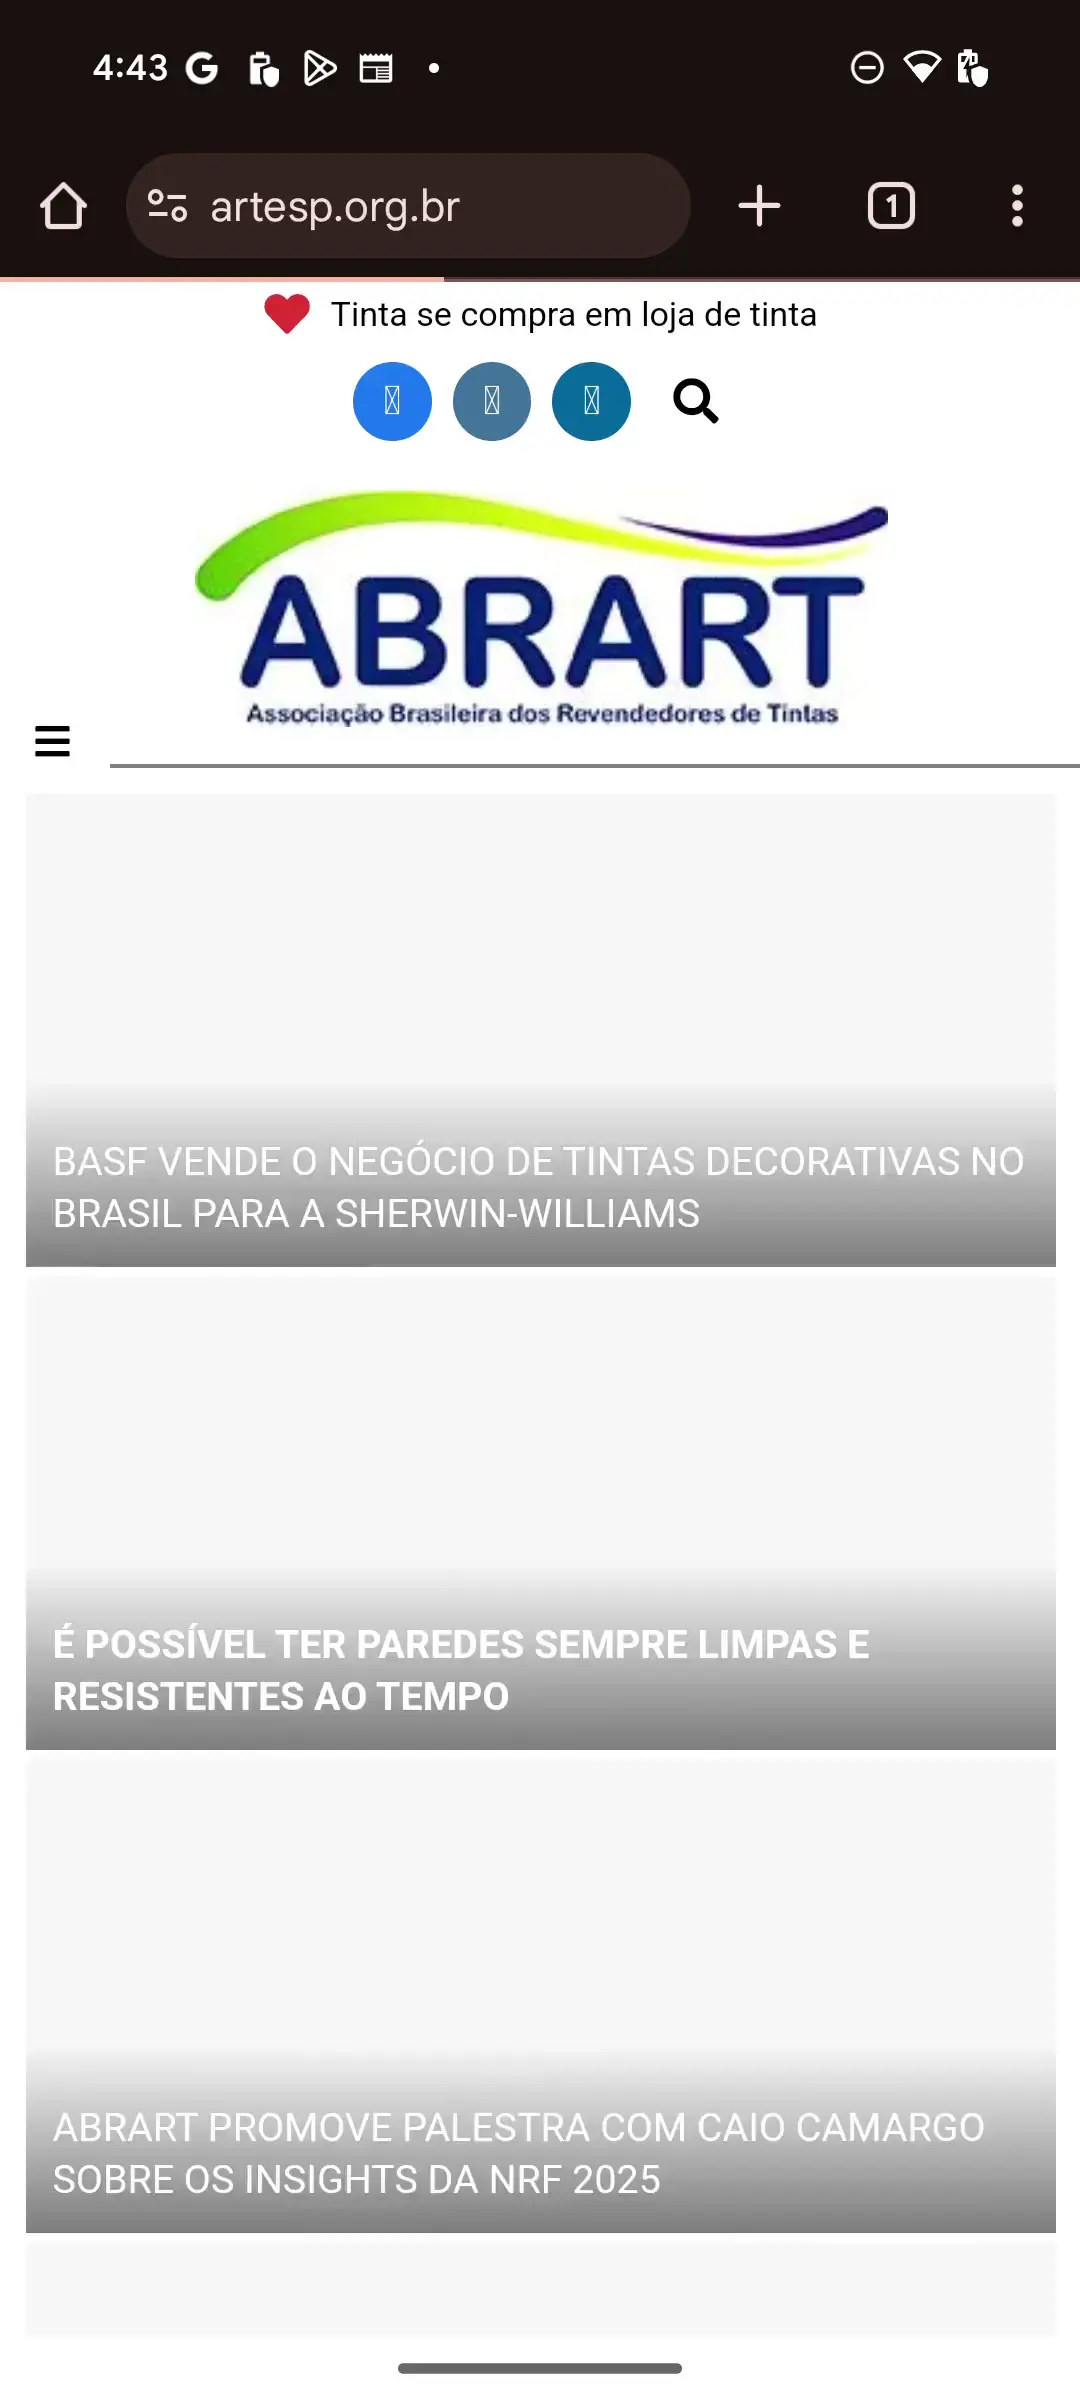 4:43
artesp.org.br
1
Tinta se compra em loja de tinta
ABRART
Associação Brasileira dos Revendedores de Tintas
BASF VENDE O NEGÓCIO DE TINTAS DECORATIVAS NO
BRASIL PARA A SHERWIN-WILLIAMS
É POSSÍVEL TER PAREDES SEMPRE LIMPAS E
RESISTENTES AO TEMPO
ABRART PROMOVE PALESTRA COM CAIO CAMARGO
SOBRE OS INSIGHTS DA NRF 2025